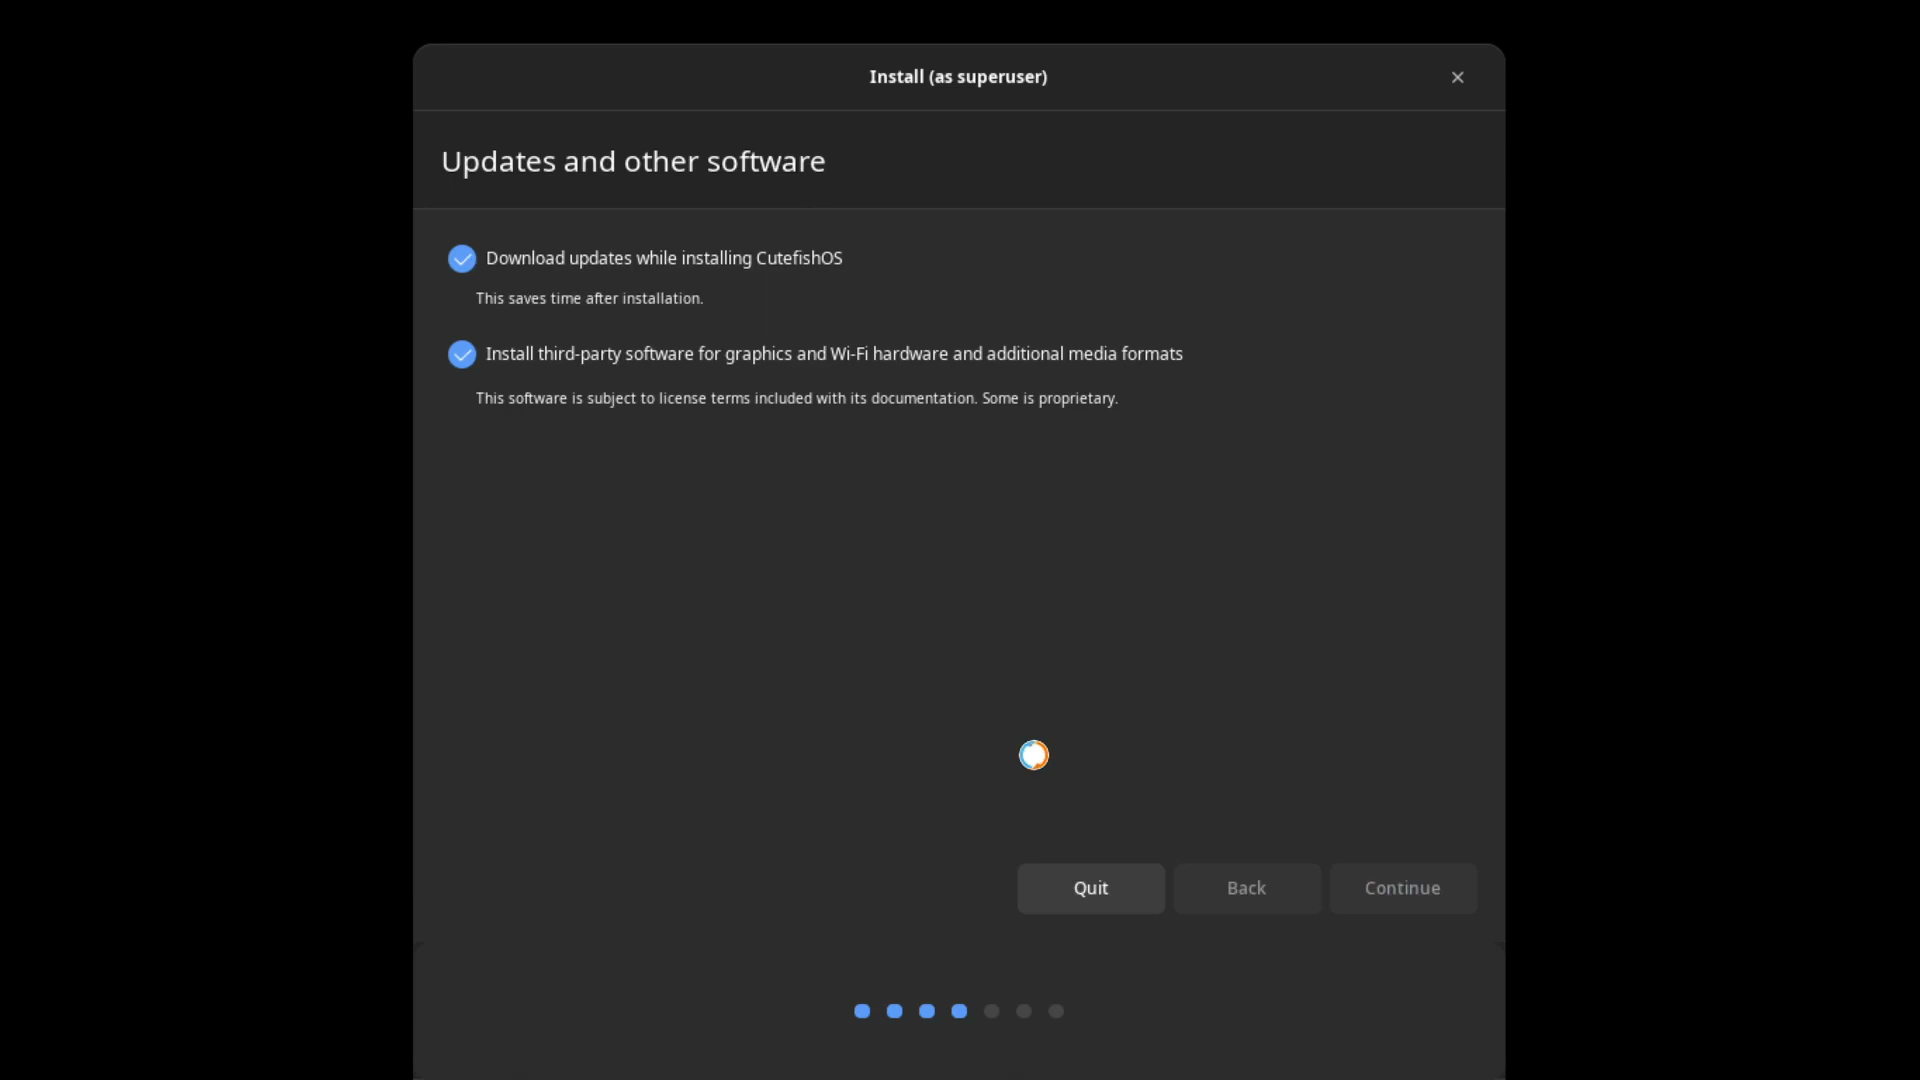 Install (as superuser)
Updates and other software
Download updates while installing CutefishOS
This saves time after installation.
Install third-party software for graphics and Wi-Fi hardware and additional media formats
This software is subject to license terms included with its documentation. Some is proprietary.
Quit Back Continue